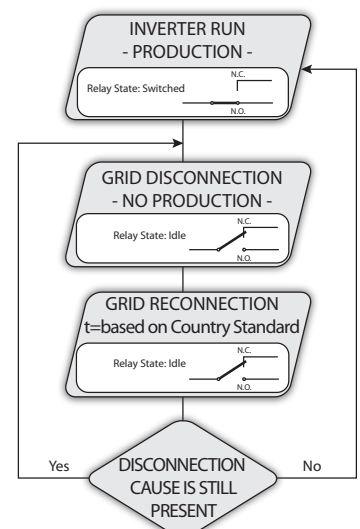 INVERTER RUN
- PRODUCTION -
N.C.
Relay State: Switched
N.O.
GRID DISCONNECTION
- NO PRODUCTION -
N.C.
Relay State: Idle
N.O.
GRID RECONNECTION
t=based on Country Standard
N.C.
Relay State: Idle
N.O.
Yes
DISCONNECTION
No
CAUSE IS STILL
PRESENT